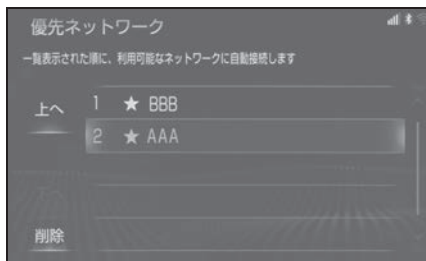 優先ネットワーク
一覧表示された順に、利用可能なネットワークに自動接続します
上へ
1 ★ BBB
2 ★ AAA
下へ
削除